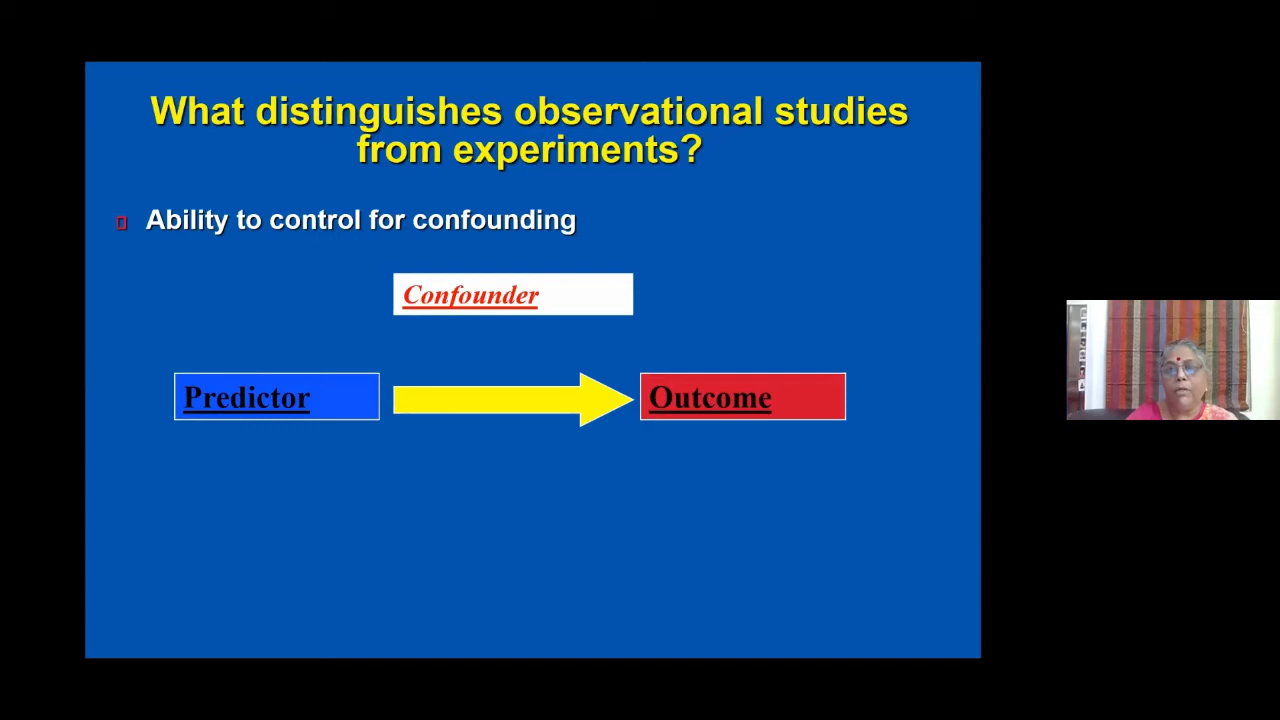 What distinguishes observational studies
from experiments?
Ability to control for confounding
Confounder
Predictor
Outcome